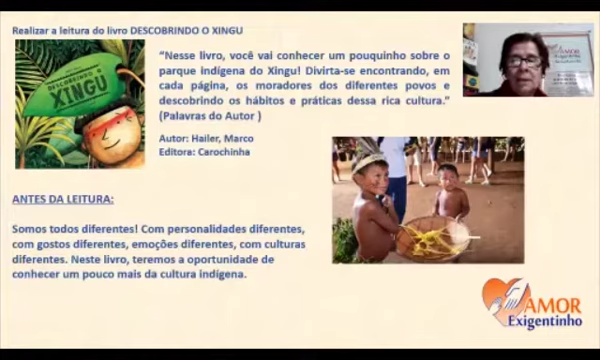 Realizar a leitura do livro DESCOBRINDO O XINGU
“Nesse livro, você vai conhecer um pouquinho sobre o
parque indígena do Xingu! Divirta-se encontrando, em
cada página, os moradores dos diferentes povos e
descobrindo os hábitos e práticas dessa rica cultura.”
(Palavras do Autor )
Autor: Hailer, Marco
Editora: Carochinha
DESCOBRINDO O
XINGU
AMOR
ANTES DA LEITURA:
Somos todos diferentes! Com personalidades diferentes,
com gostos diferentes, emoções diferentes, com culturas
diferentes. Neste livro, teremos a oportunidade de
conhecer um pouco mais da cultura indígena.
AMOR
Exigentinho